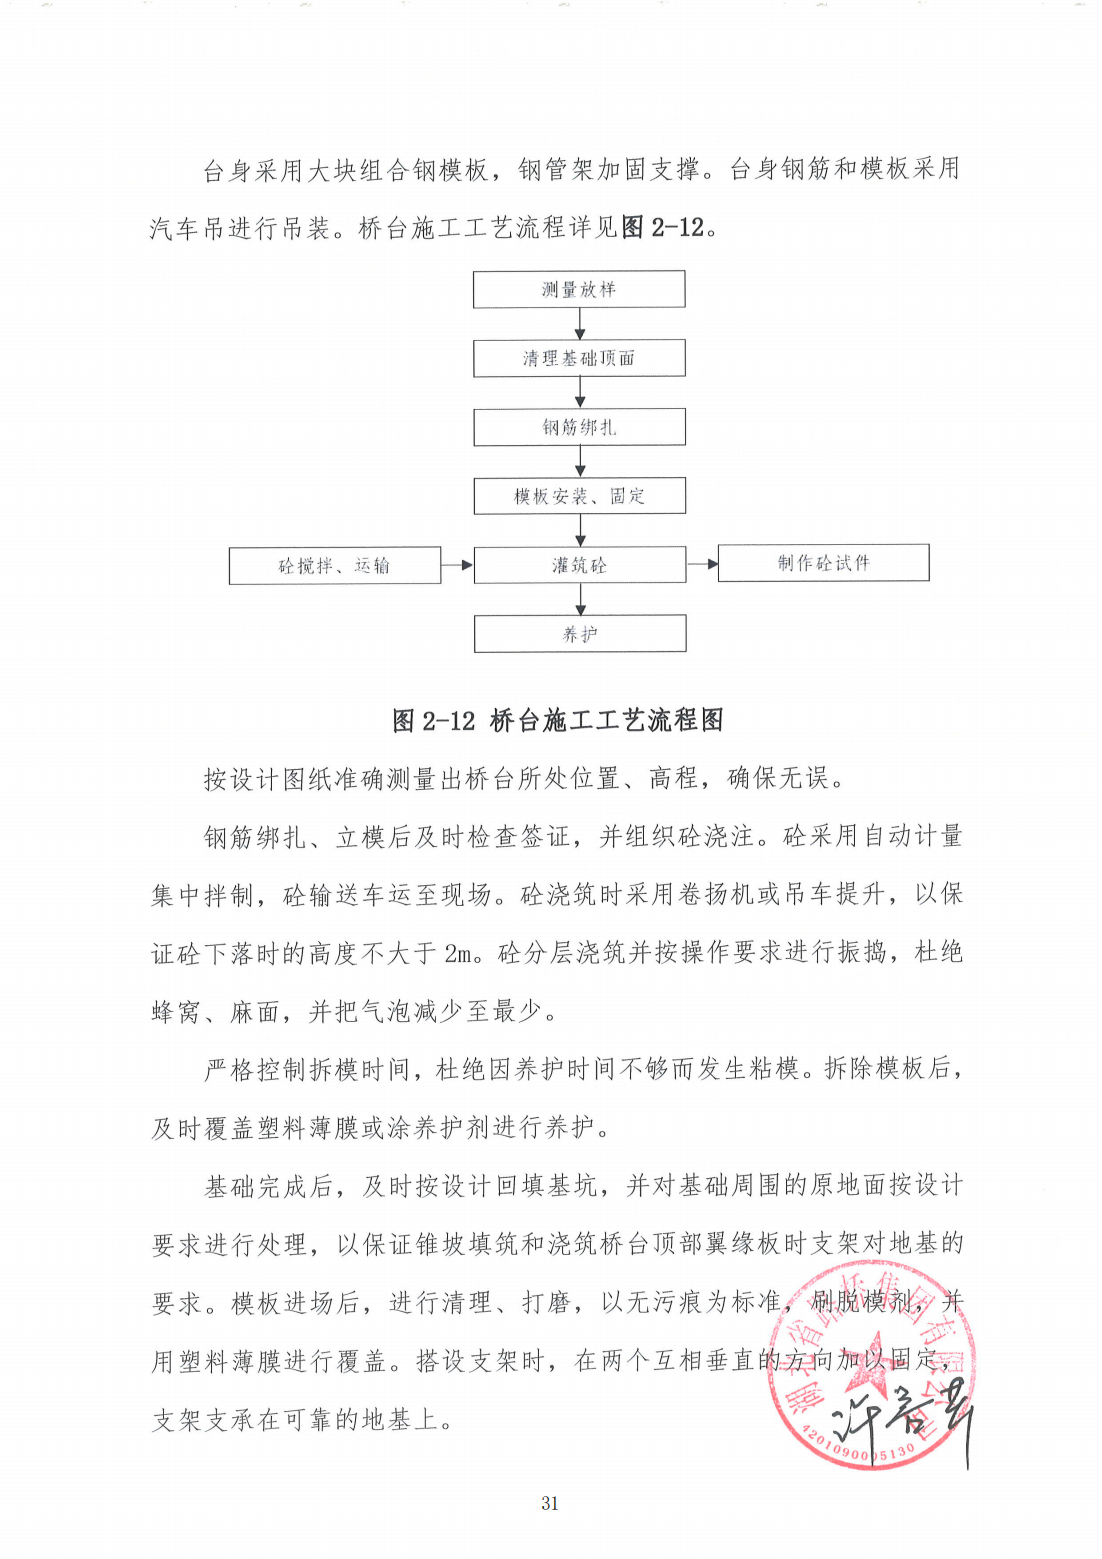 台身采用大块组合钢模板，钢管架加固支撑。台身钢筋和模板采用
汽车吊进行吊装。桥台施工工艺流程详见图 2-12。
测量放样
清理基础顶面
钢筋绑扎
模板安装、固定
砼搅拌、运输
灌筑砼
制作砼试件
养护
图 2-12 桥台施工工艺流程图
按设计图纸准确测量出桥台所处位置、高程，确保无误。
钢筋绑扎、立模后及时检查签证，并组织砼浇注。砼采用自动计量
集中拌制，砼输送车运至现场。砼浇筑时采用卷扬机或吊车提升，以保
证砼下落时的高度不大于 2m。砼分层浇筑并按操作要求进行振捣，杜绝
蜂窝、麻面，并把气泡减少至最少。
严格控制拆模时间，杜绝因养护时间不够而发生粘模。拆除模板后，
及时覆盖塑料薄膜或涂养护剂进行养护。
基础完成后，及时按设计回填基坑，并对基础周围的原地面按设计
要求进行处理，以保证锥坡填筑和浇筑桥台顶部翼缘板时支架对地基的
要求。模板进场后，进行清理、打磨，以无污痕为标准，刷脱模剂，并
用塑料薄膜进行覆盖。搭设支架时，在两个互相垂直的方向加以固定，
支架支承在可靠的地基上。
湖北省路桥集团有限公司
4201090005130
31